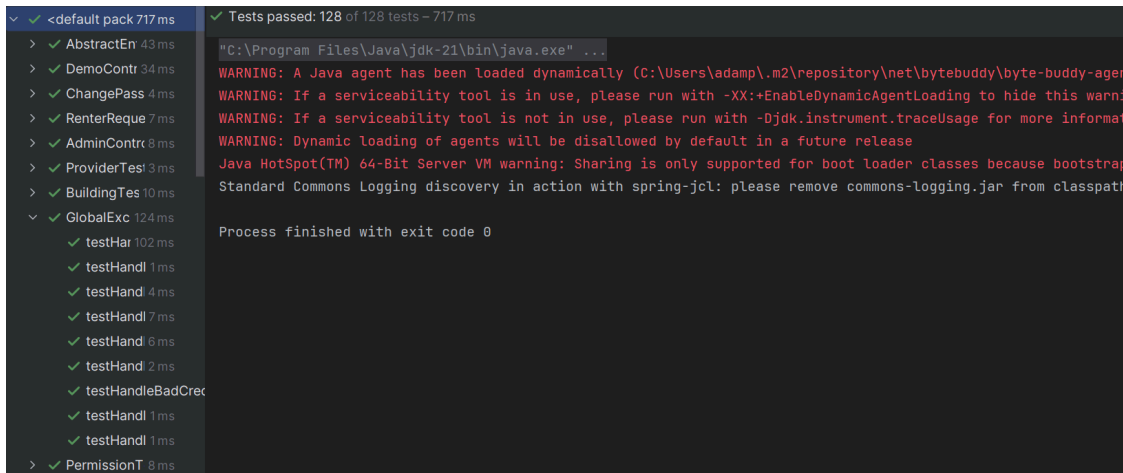 <default pack 717 ms
AbstractEn 43 ms
DemoContr 34 ms
ChangePass 4 ms
RenterReque 7 ms
AdminContro 8 ms
ProviderTest 3 ms
BuildingTes 10 ms
GlobalExc 124 ms
testHar 102 ms
testHandl 1 ms
testHandl 4 ms
testHandl 7 ms
testHandl 6 ms
testHandl 2 ms
testHandleBadCred
testHandl 1 ms
testHandl 1 ms
PermissionT 8 ms
Tests passed: 128 of 128 tests – 717 ms
"C:\Program Files\Java\jdk-21\bin\java.exe" ...
WARNING: A Java agent has been loaded dynamically (C:\Users\adamp\.m2\repository\net\bytebuddy\byte-buddy-agen
WARNING: If a serviceability tool is in use, please run with -XX:+EnableDynamicAgentLoading to hide this warni
WARNING: If a serviceability tool is not in use, please run with -Djdk.instrument.traceUsage for more informat
WARNING: Dynamic loading of agents will be disallowed by default in a future release
Java HotSpot(TM) 64-Bit Server VM warning: Sharing is only supported for boot loader classes because bootstrap
Standard Commons Logging discovery in action with spring-jcl: please remove commons-logging.jar from classpath
Process finished with exit code 0